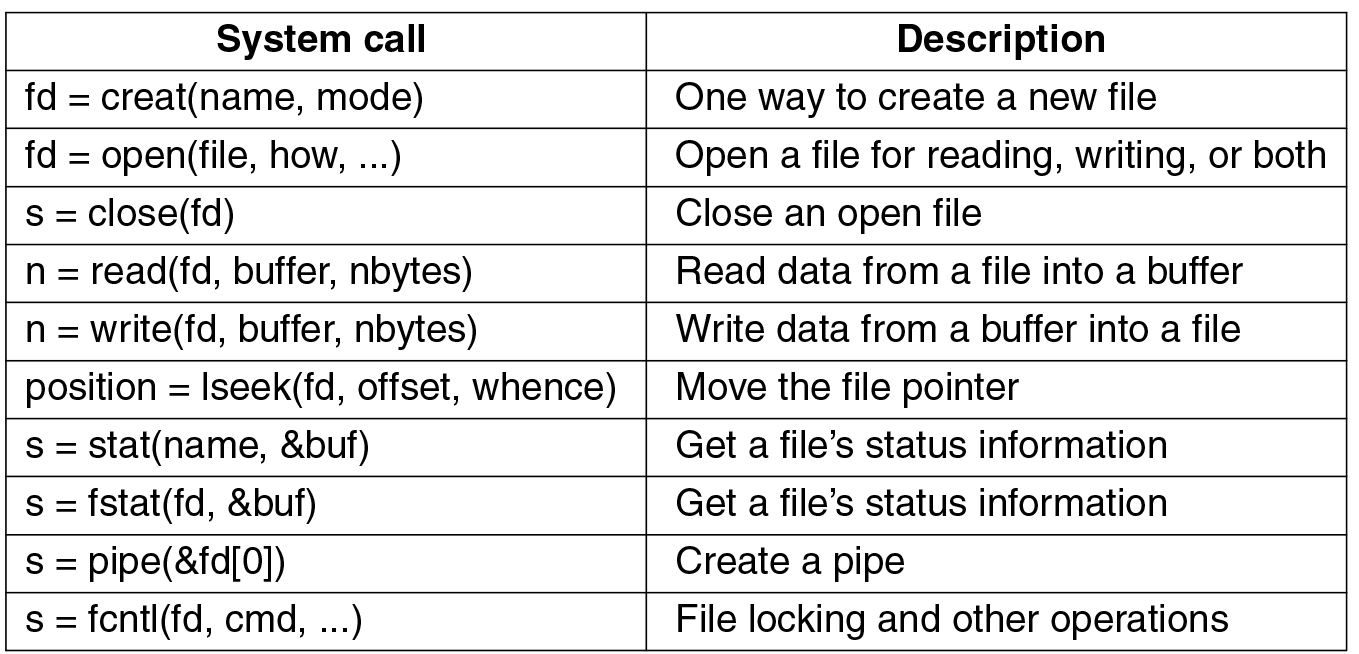 System call Description
fd = creat(name, mode) One way to create a new file
fd = open(file, how, ...) Open a file for reading, writing, or both
s = close(fd) Close an open file
n = read(fd, buffer, nbytes) Read data from a file into a buffer
n = write(fd, buffer, nbytes) Write data from a buffer into a file
position = lseek(fd, offset, whence) Move the file pointer
s = stat(name, &buf) Get a file’s status information
s = fstat(fd, &buf) Get a file’s status information
s = pipe(&fd[0]) Create a pipe
s = fcntl(fd, cmd, ...) File locking and other operations